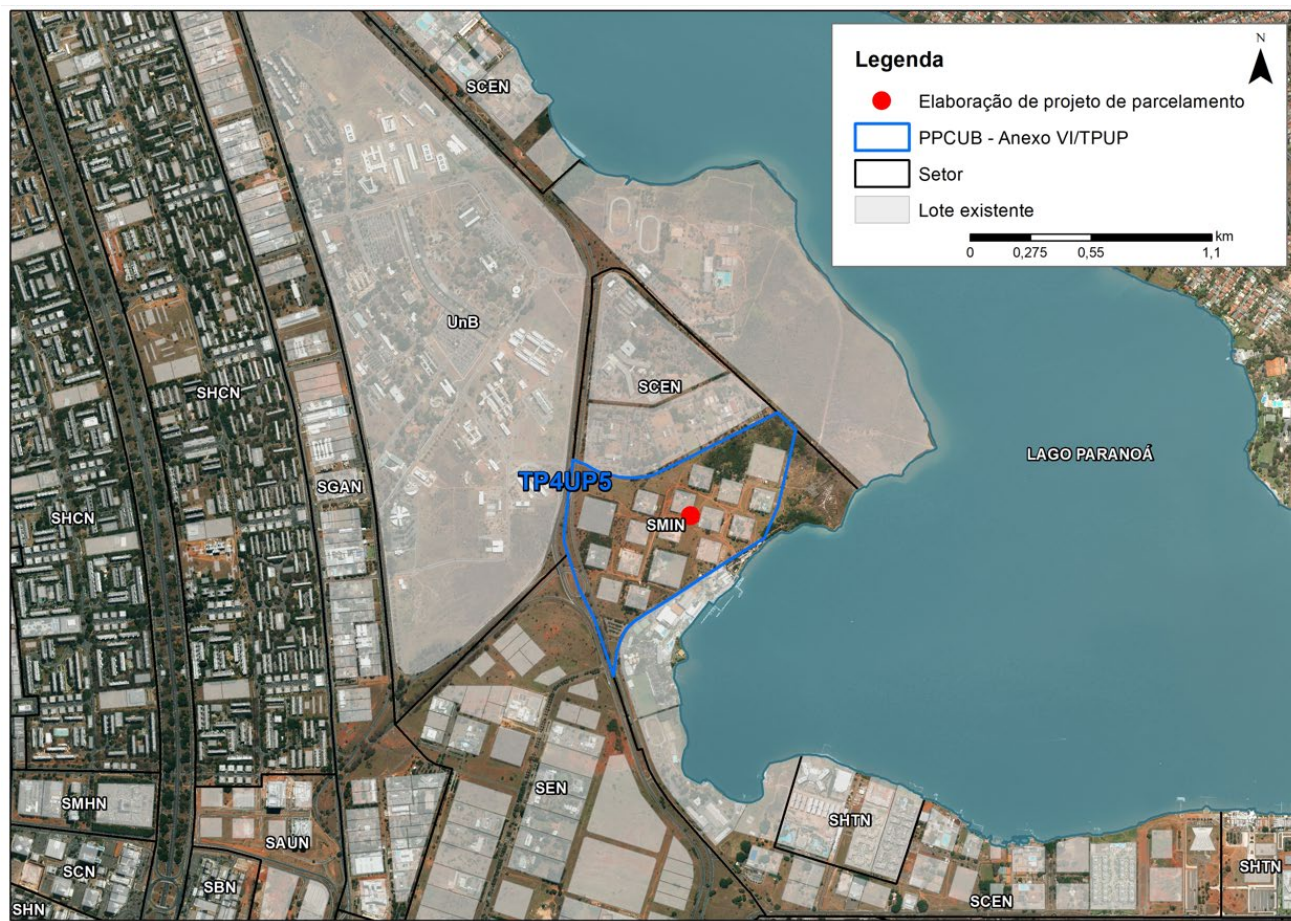 SCEN
Legenda
N
Elaboração de projeto de parcelamento
PPCUB - Anexo VI/TPUP
Setor
Lote existente
km
0 0,275 0,55 1,1
UnB
SHCN
SCEN
LAGO PARANOÁ
SGAN
TP4UP5
SHCN
SMIN
SEN
SMHN
SHTN
SAUN
SCN
SBN
SHTN
SCEN
SHN